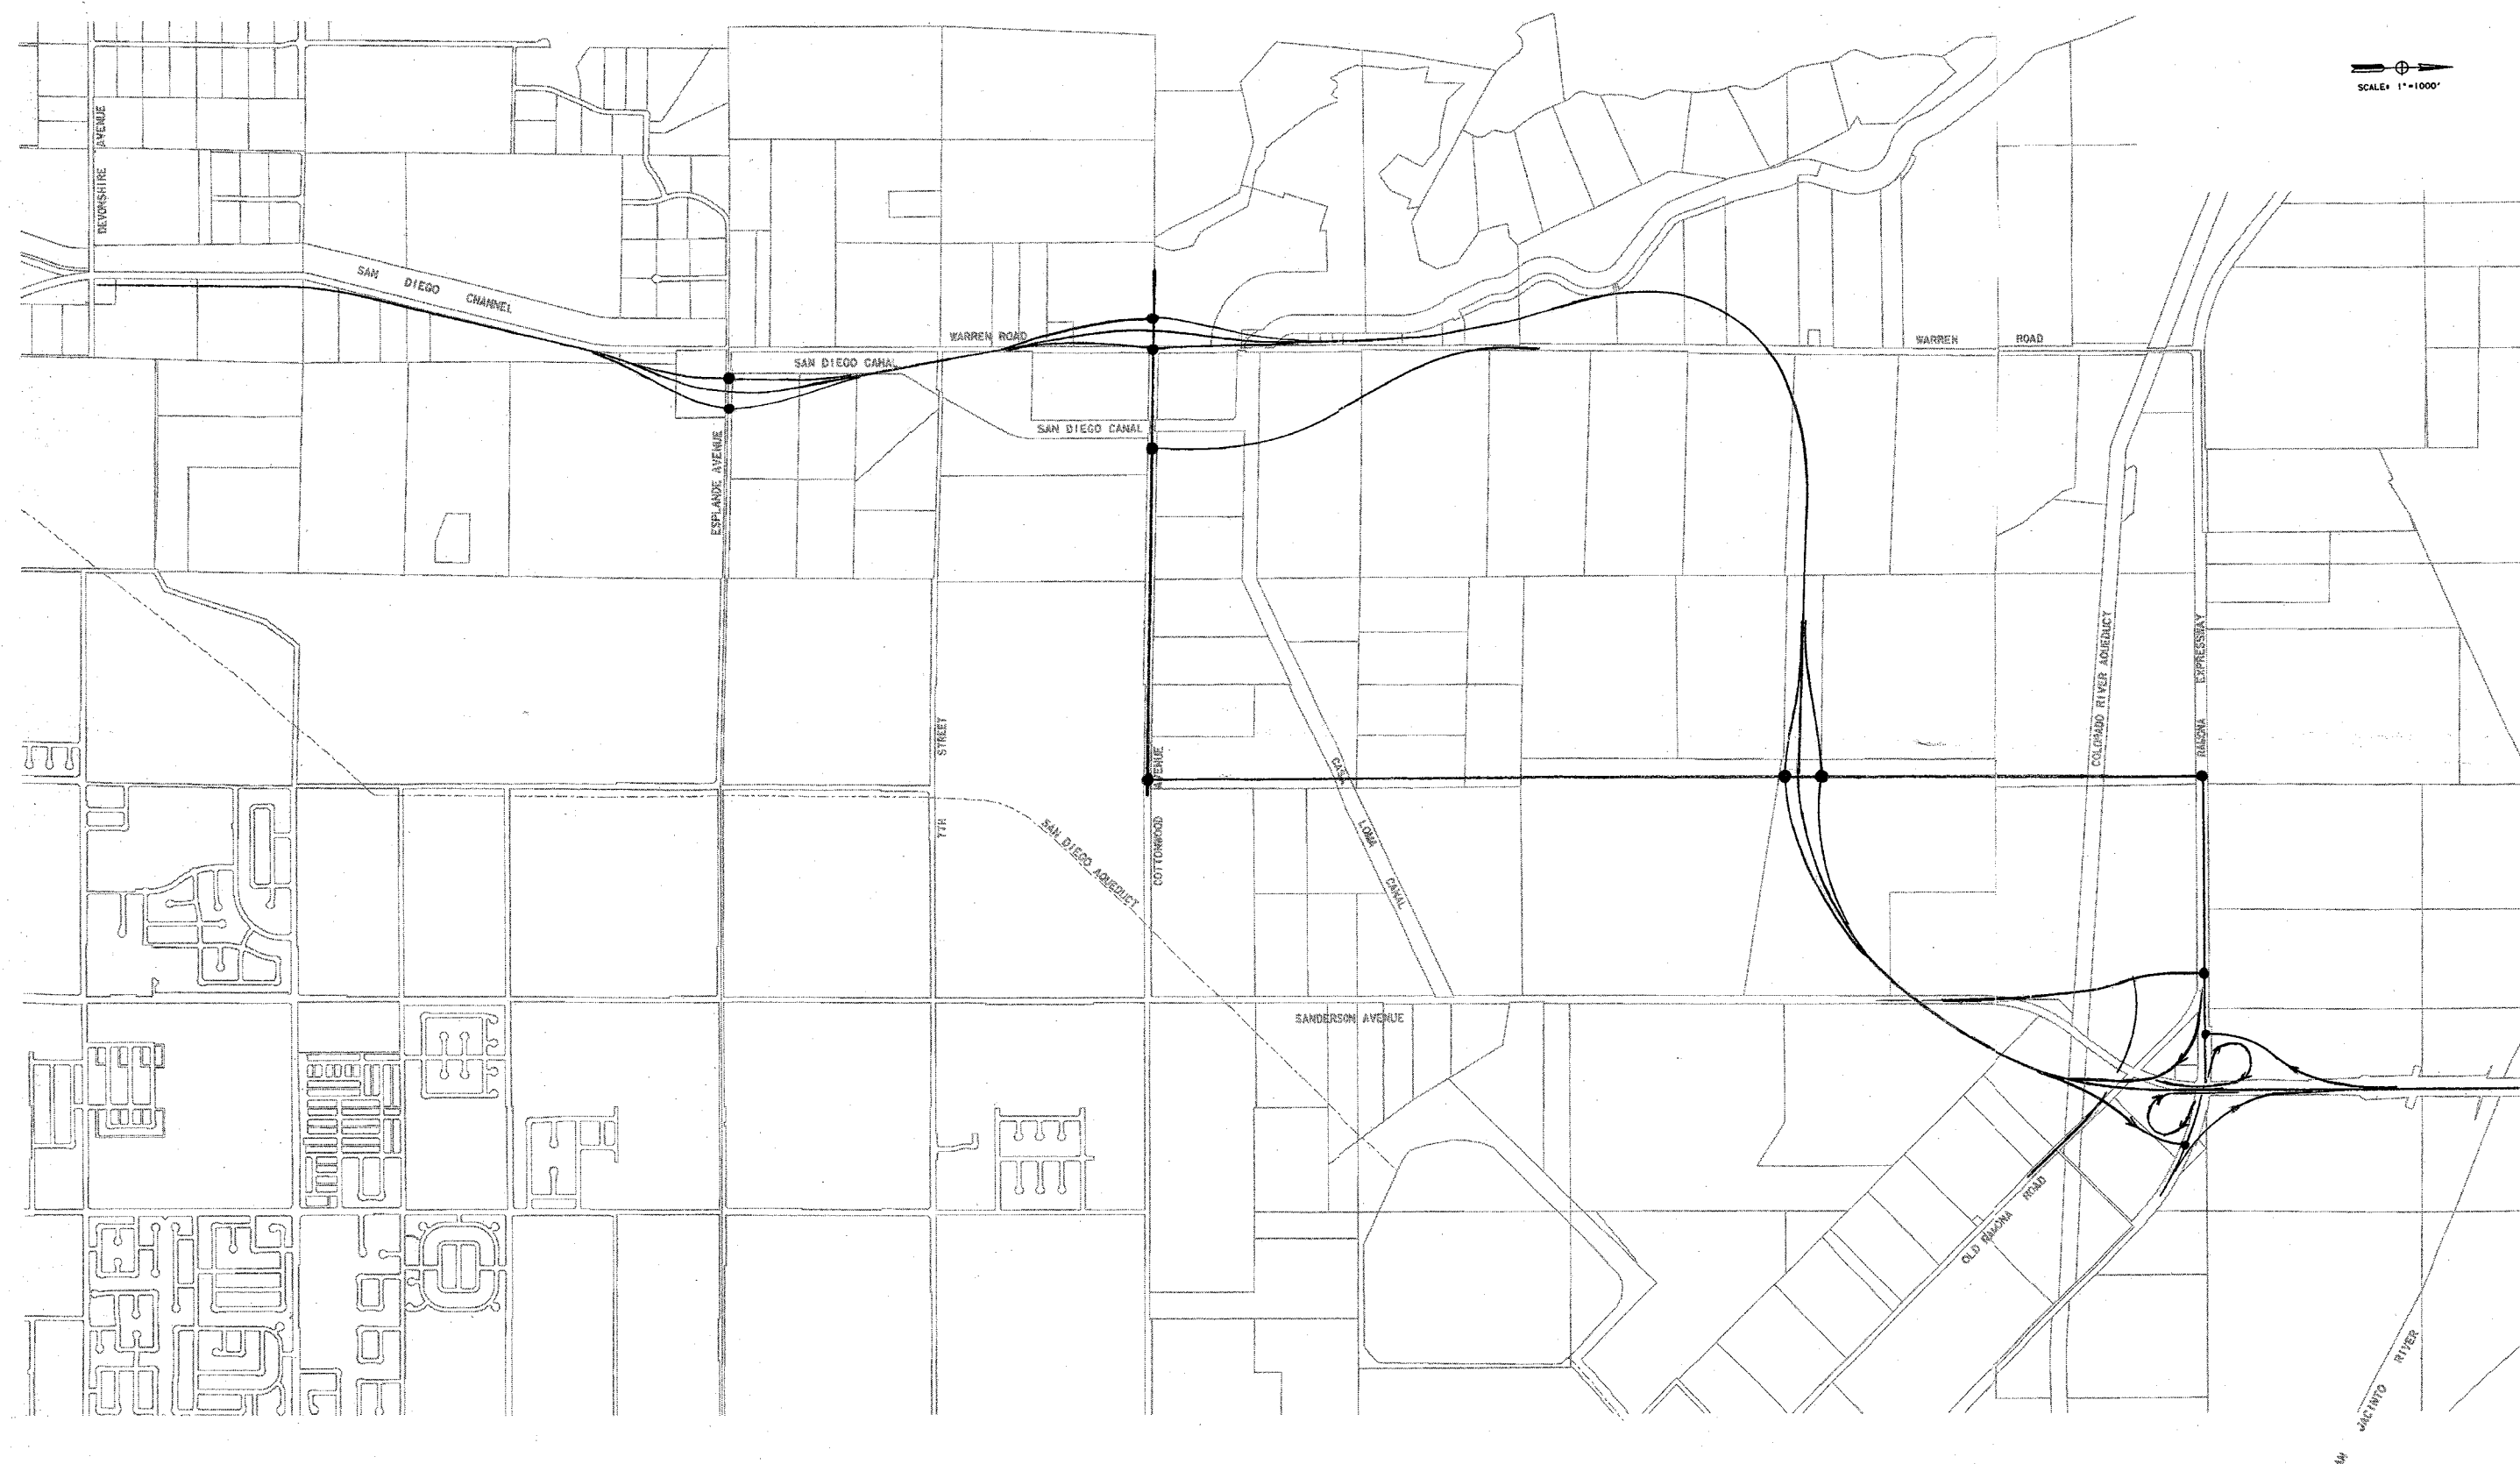 SCALE: 1"=1000'
DEVONSHIRE AVENUE
SAN DIEGO CHANNEL
WARREN ROAD
SAN DIEGO CANAL
WARREN ROAD
SAN DIEGO CANAL
ESPLANDE AVENUE
COLORADO RIVER AQUEDUCT
RAMONA EXPRESSWAY
7TH STREET
COTTONWOOD AVENUE
CASA LOMA CANAL
SAN DIEGO AQUEDUCT
SANDERSON AVENUE
OLD RAMONA ROAD
JACINTO RIVER